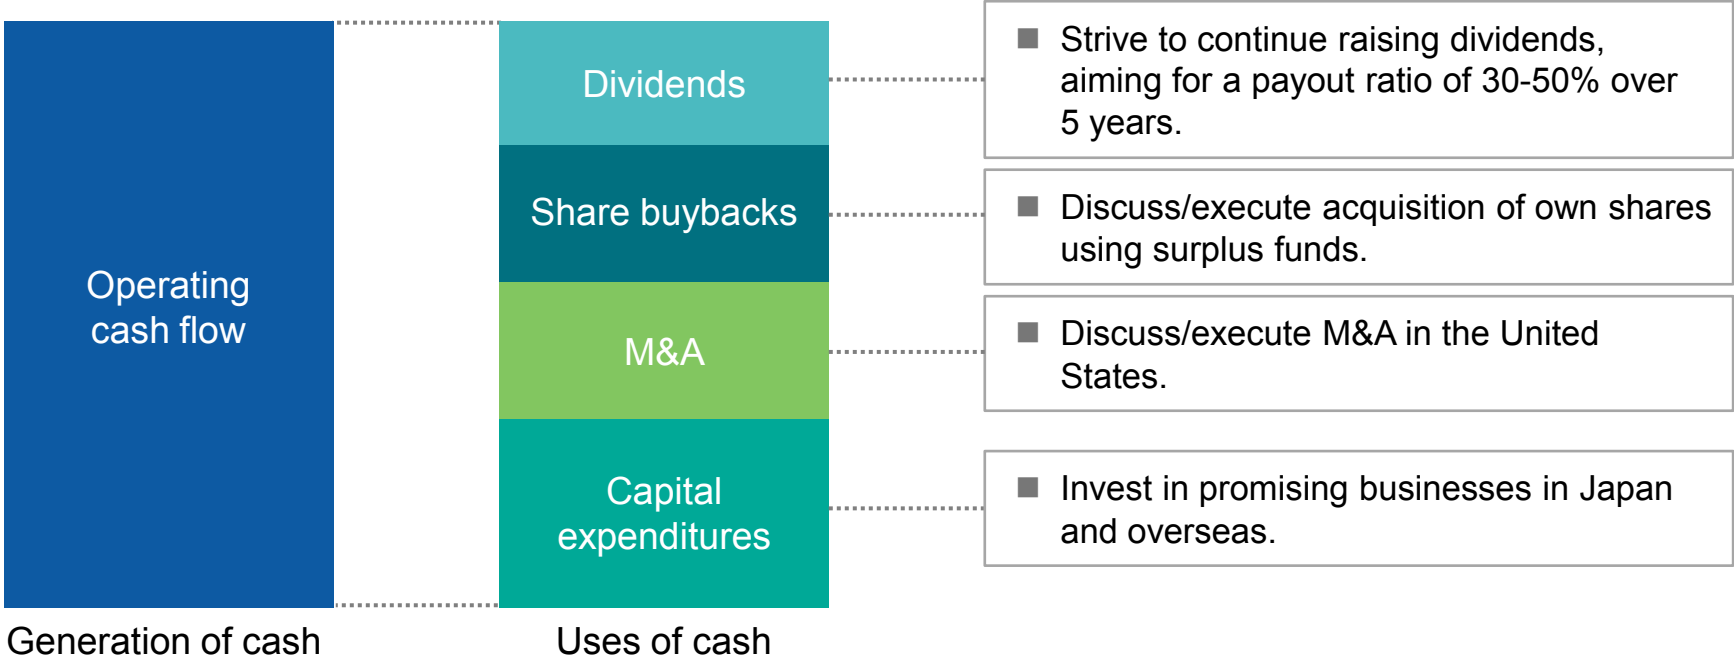 Operating
cash flow
Generation of cash
Dividends
Share buybacks
M&A
Capital
expenditures
Uses of cash
■ Strive to continue raising dividends,
aiming for a payout ratio of 30-50% over
5 years.
■ Discuss/execute acquisition of own shares
using surplus funds.
■ Discuss/execute M&A in the United
States.
■ Invest in promising businesses in Japan
and overseas.